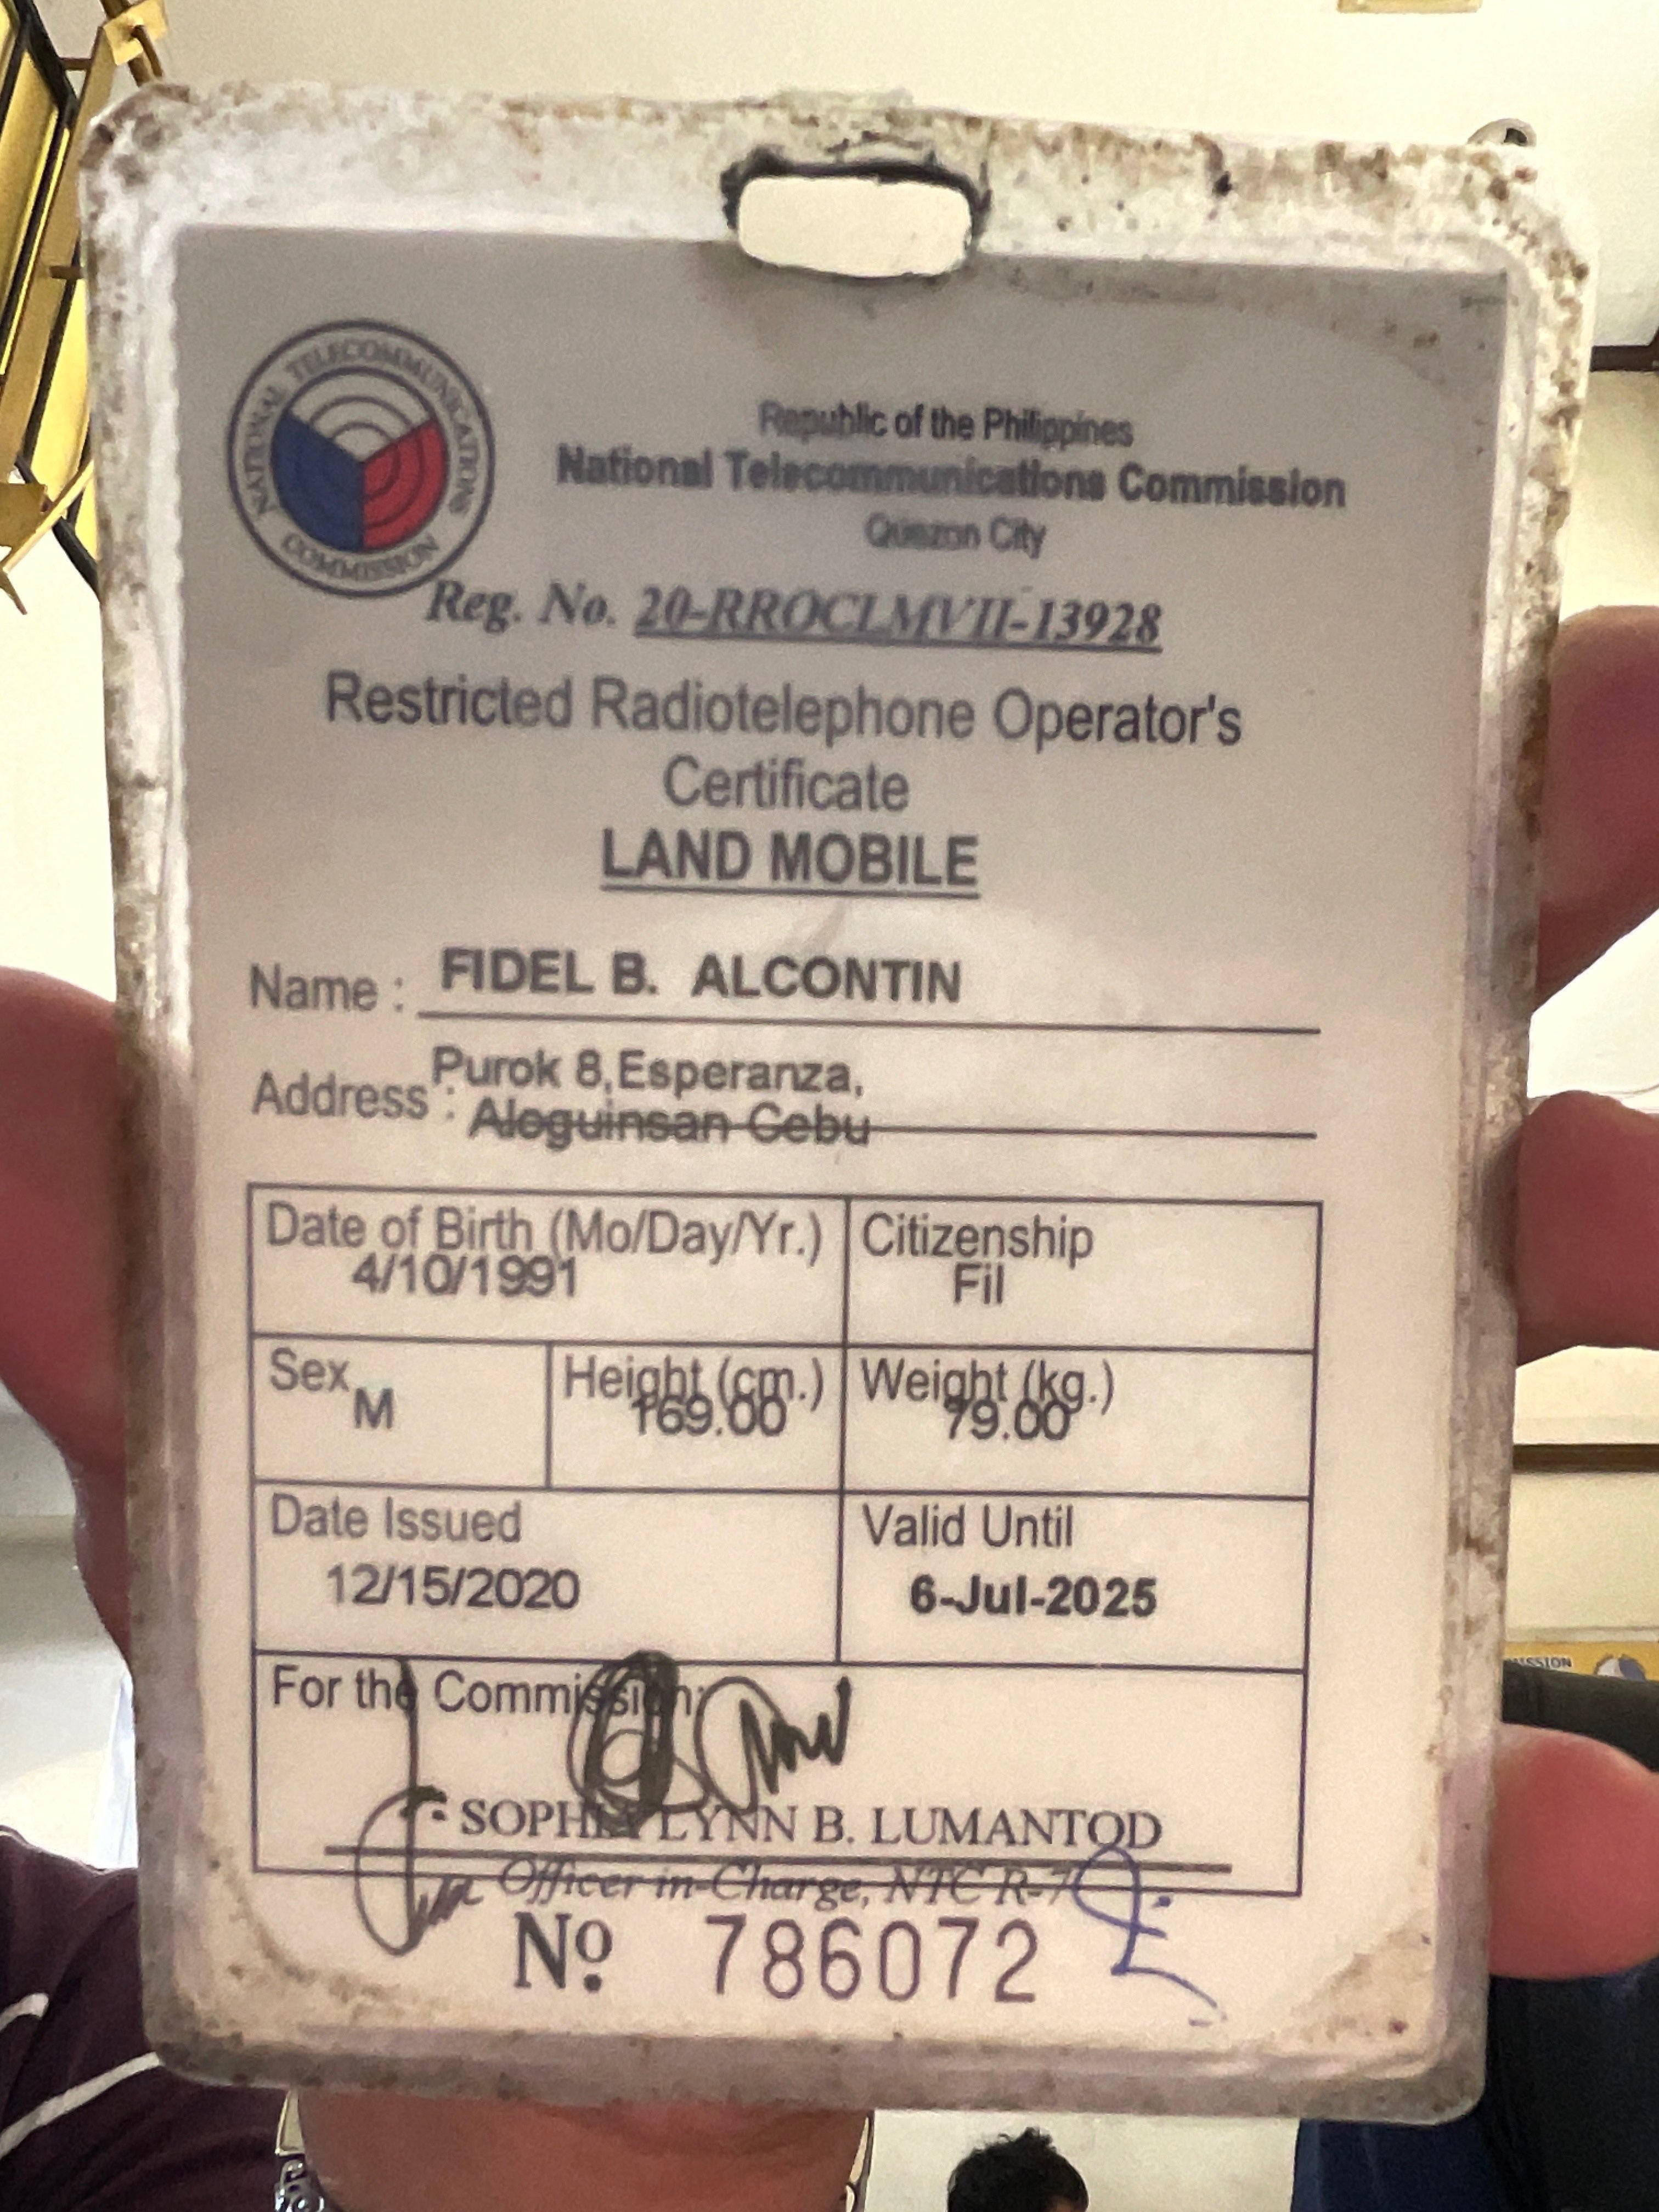 NATIONAL TELECOMMUNICATIONS COMMISSION
Republic of the Philippines
National Telecommunications Commission
Quezon City
Reg. No. 20-RROCLMVII-13928
Restricted Radiotelephone Operator's
Certificate
LAND MOBILE
Name : FIDEL B. ALCONTIN
Address : Purok 8,Esperanza,
Aloguinsan Cebu
Date of Birth (Mo/Day/Yr.) Citizenship
4/10/1991 Fil
Sex Height (cm.) Weight (kg.)
M 169.00 79.00
Date Issued Valid Until
12/15/2020 6-Jul-2025
For the Commission:
SOPHIA LYNN B. LUMANTOD
Officer in-Charge, NTC R-7
No. 786072